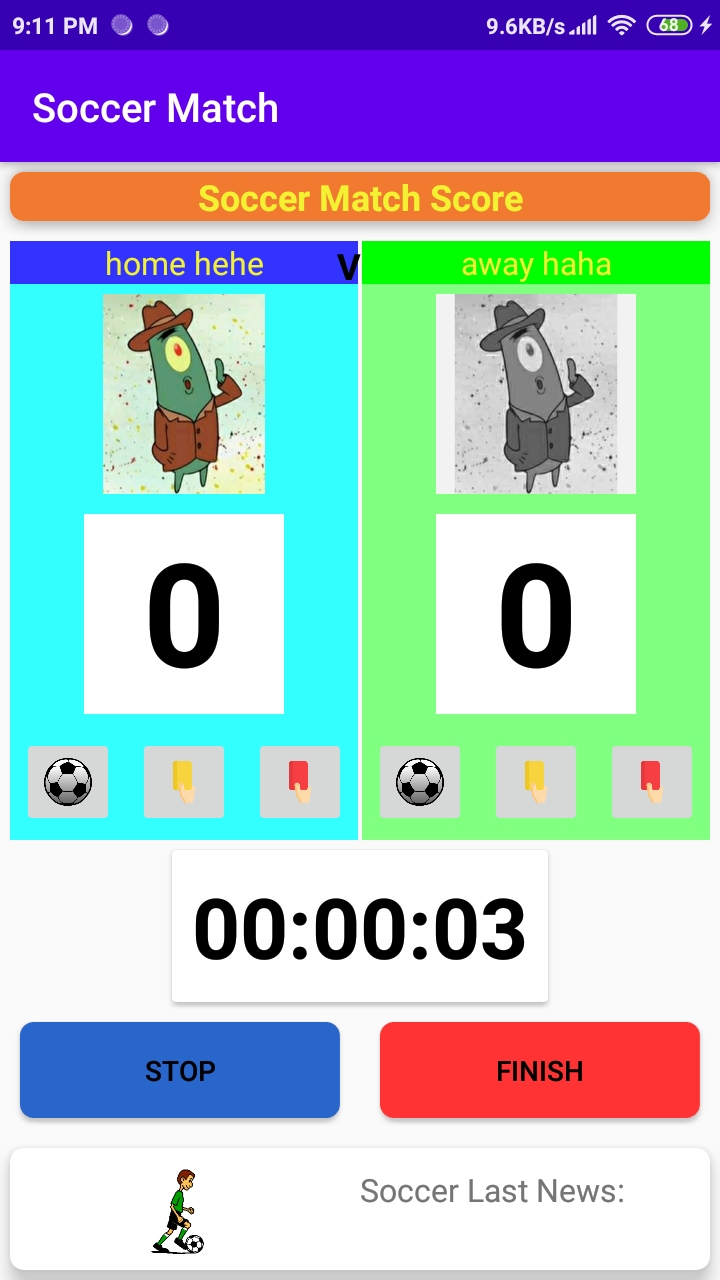 9:11 PM 9.6KB/s 68
Soccer Match
Soccer Match Score
home hehe V away haha
0 0
00:00:03
STOP FINISH
Soccer Last News: